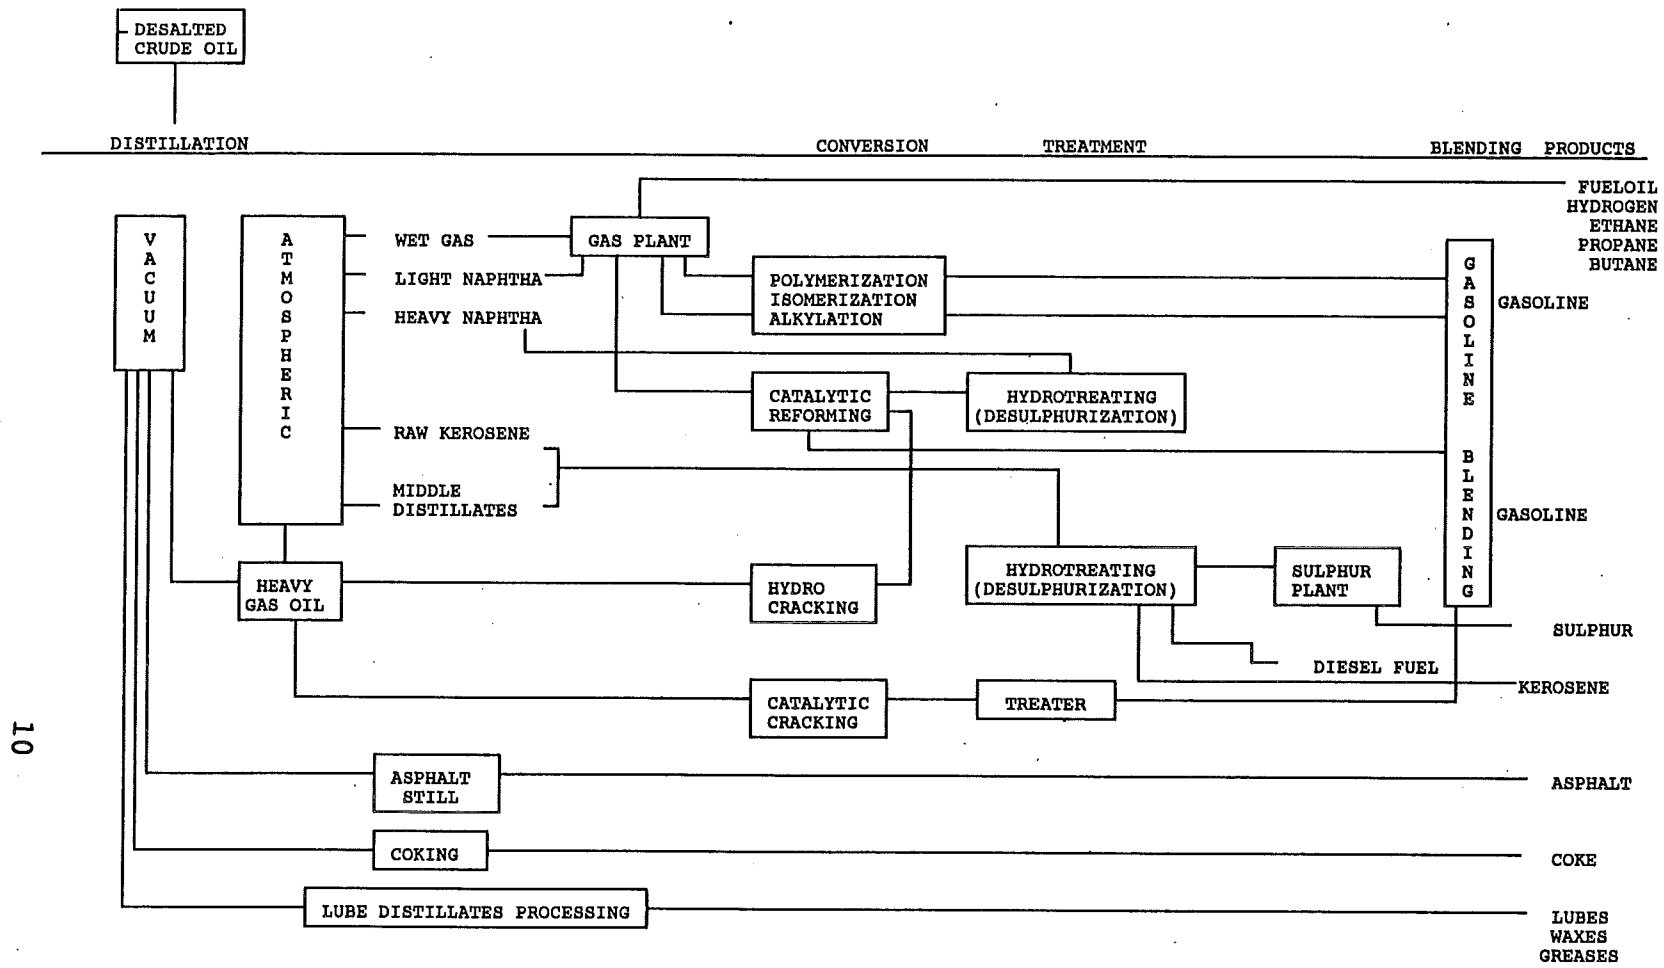 DESALTED
CRUDE OIL
DISTILLATION
CONVERSION
TREATMENT
BLENDING
PRODUCTS
FUELOIL
HYDROGEN
ETHANE
PROPANE
BUTANE
VACUUM
ATMOSPHERIC
WET GAS
GAS PLANT
LIGHT NAPHTHA
HEAVY NAPHTHA
POLYMERIZATION
ISOMERIZATION
ALKYLATION
GASOLINE BLENDING
GASOLINE
CATALYTIC
REFORMING
HYDROTREATING
(DESULPHURIZATION)
RAW KEROSENE
MIDDLE
DISTILLATES
GASOLINE
HEAVY
GAS OIL
HYDRO
CRACKING
HYDROTREATING
(DESULPHURIZATION)
SULPHUR
PLANT
SULPHUR
DIESEL FUEL
KEROSENE
CATALYTIC
CRACKING
TREATER
10
ASPHALT
STILL
ASPHALT
COKING
COKE
LUBE DISTILLATES PROCESSING
LUBES
WAXES
GREASES